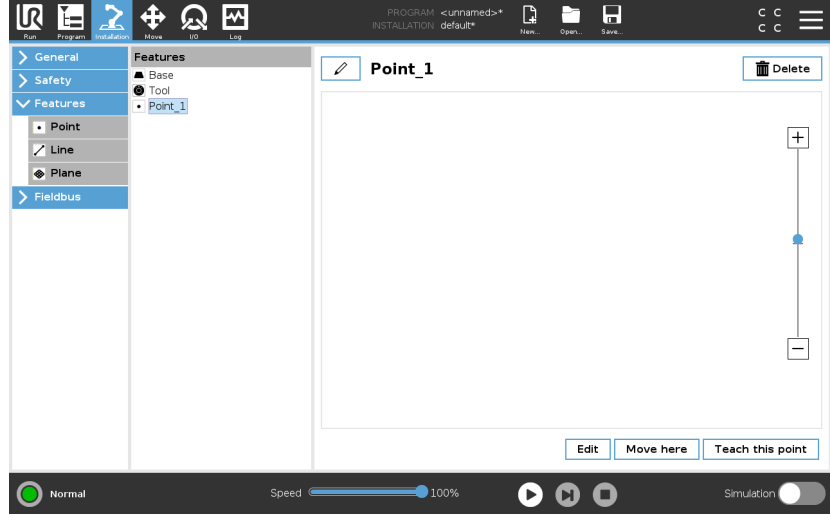 PROGRAM <unnamed>*
INSTALLATION default*
UR
Run
Program
Installation
Move
I/O
Log
New...
Open...
Save...
C C
C C
General
Safety
Features
Point
Line
Plane
Fieldbus
Features
Base
Tool
Point_1
Point_1
Delete
+
−
Edit
Move here
Teach this point
Normal
Speed
100%
Simulation